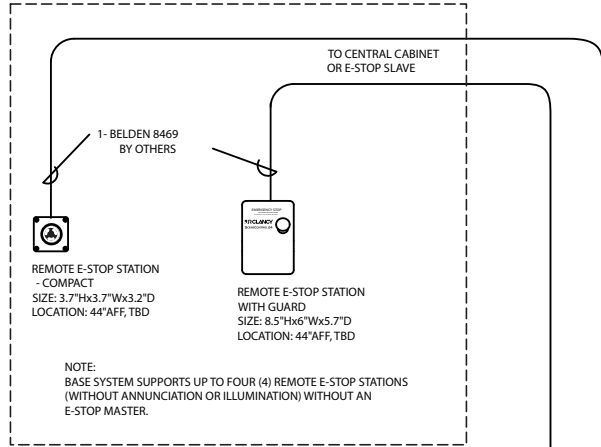 TO CENTRAL CABINET
OR E-STOP SLAVE
1- BELDEN 8469
BY OTHERS
EMERGENCY STOP
JRCLANCY
REMOTE E-STOP STATION
- COMPACT
SIZE: 3.7"Hx3.7"Wx3.2"D
LOCATION: 44"AFF, TBD
REMOTE E-STOP STATION
WITH GUARD
SIZE: 8.5"Hx6"Wx5.7"D
LOCATION: 44"AFF, TBD
NOTE:
BASE SYSTEM SUPPORTS UP TO FOUR (4) REMOTE E-STOP STATIONS
(WITHOUT ANNUNCIATION OR ILLUMINATION) WITHOUT AN
E-STOP MASTER.